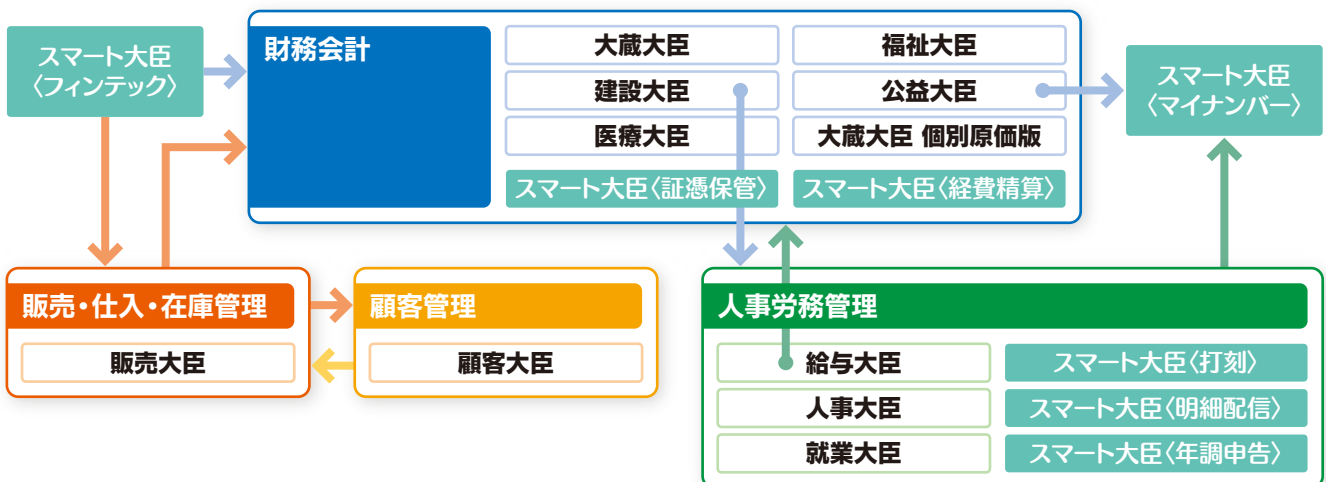 スマート大臣
〈フィンテック〉
財務会計
大蔵大臣
福祉大臣
建設大臣
公益大臣
医療大臣
大蔵大臣 個別原価版
スマート大臣〈証憑保管〉
スマート大臣〈経費精算〉
スマート大臣
〈マイナンバー〉
販売・仕入・在庫管理
販売大臣
顧客管理
顧客大臣
人事労務管理
給与大臣
スマート大臣〈打刻〉
人事大臣
スマート大臣〈明細配信〉
就業大臣
スマート大臣〈年調申告〉